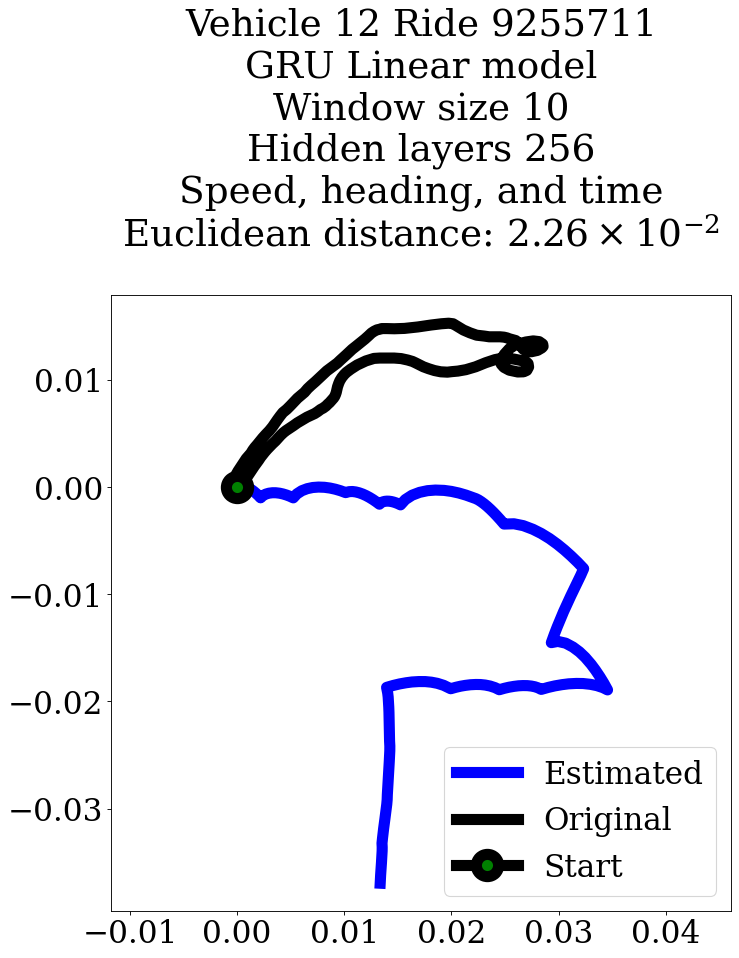 Vehicle 12 Ride 9255711
GRU Linear model
Window size 10
Hidden layers 256
Speed, heading, and time
Euclidean distance: 2.26 × 10⁻²
0.01
0.00
−0.01
−0.02
−0.03
Estimated
Original
Start
−0.01 0.00 0.01 0.02 0.03 0.04